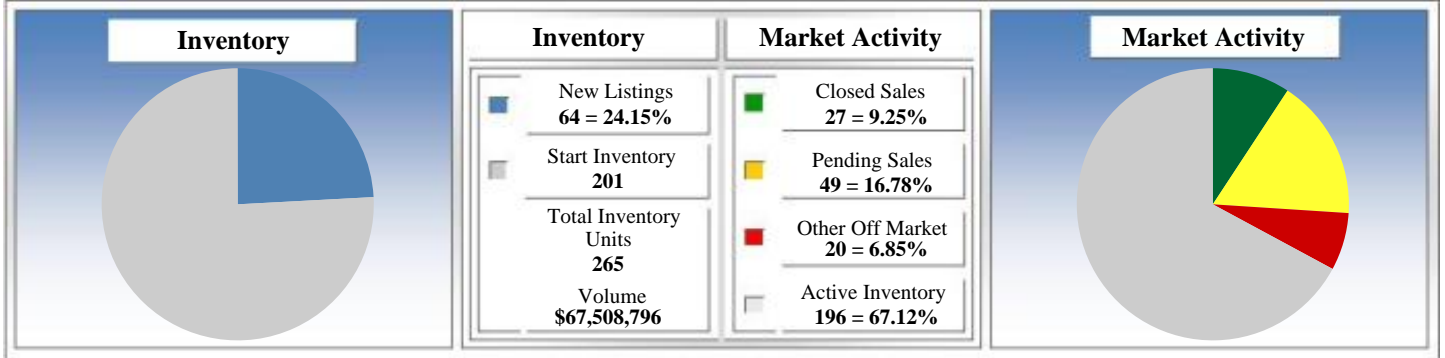 Inventory
Inventory
Market Activity
Market Activity
New Listings
64 = 24.15%
Start Inventory
201
Total Inventory
Units
265
Volume
$67,508,796
Closed Sales
27 = 9.25%
Pending Sales
49 = 16.78%
Other Off Market
20 = 6.85%
Active Inventory
196 = 67.12%